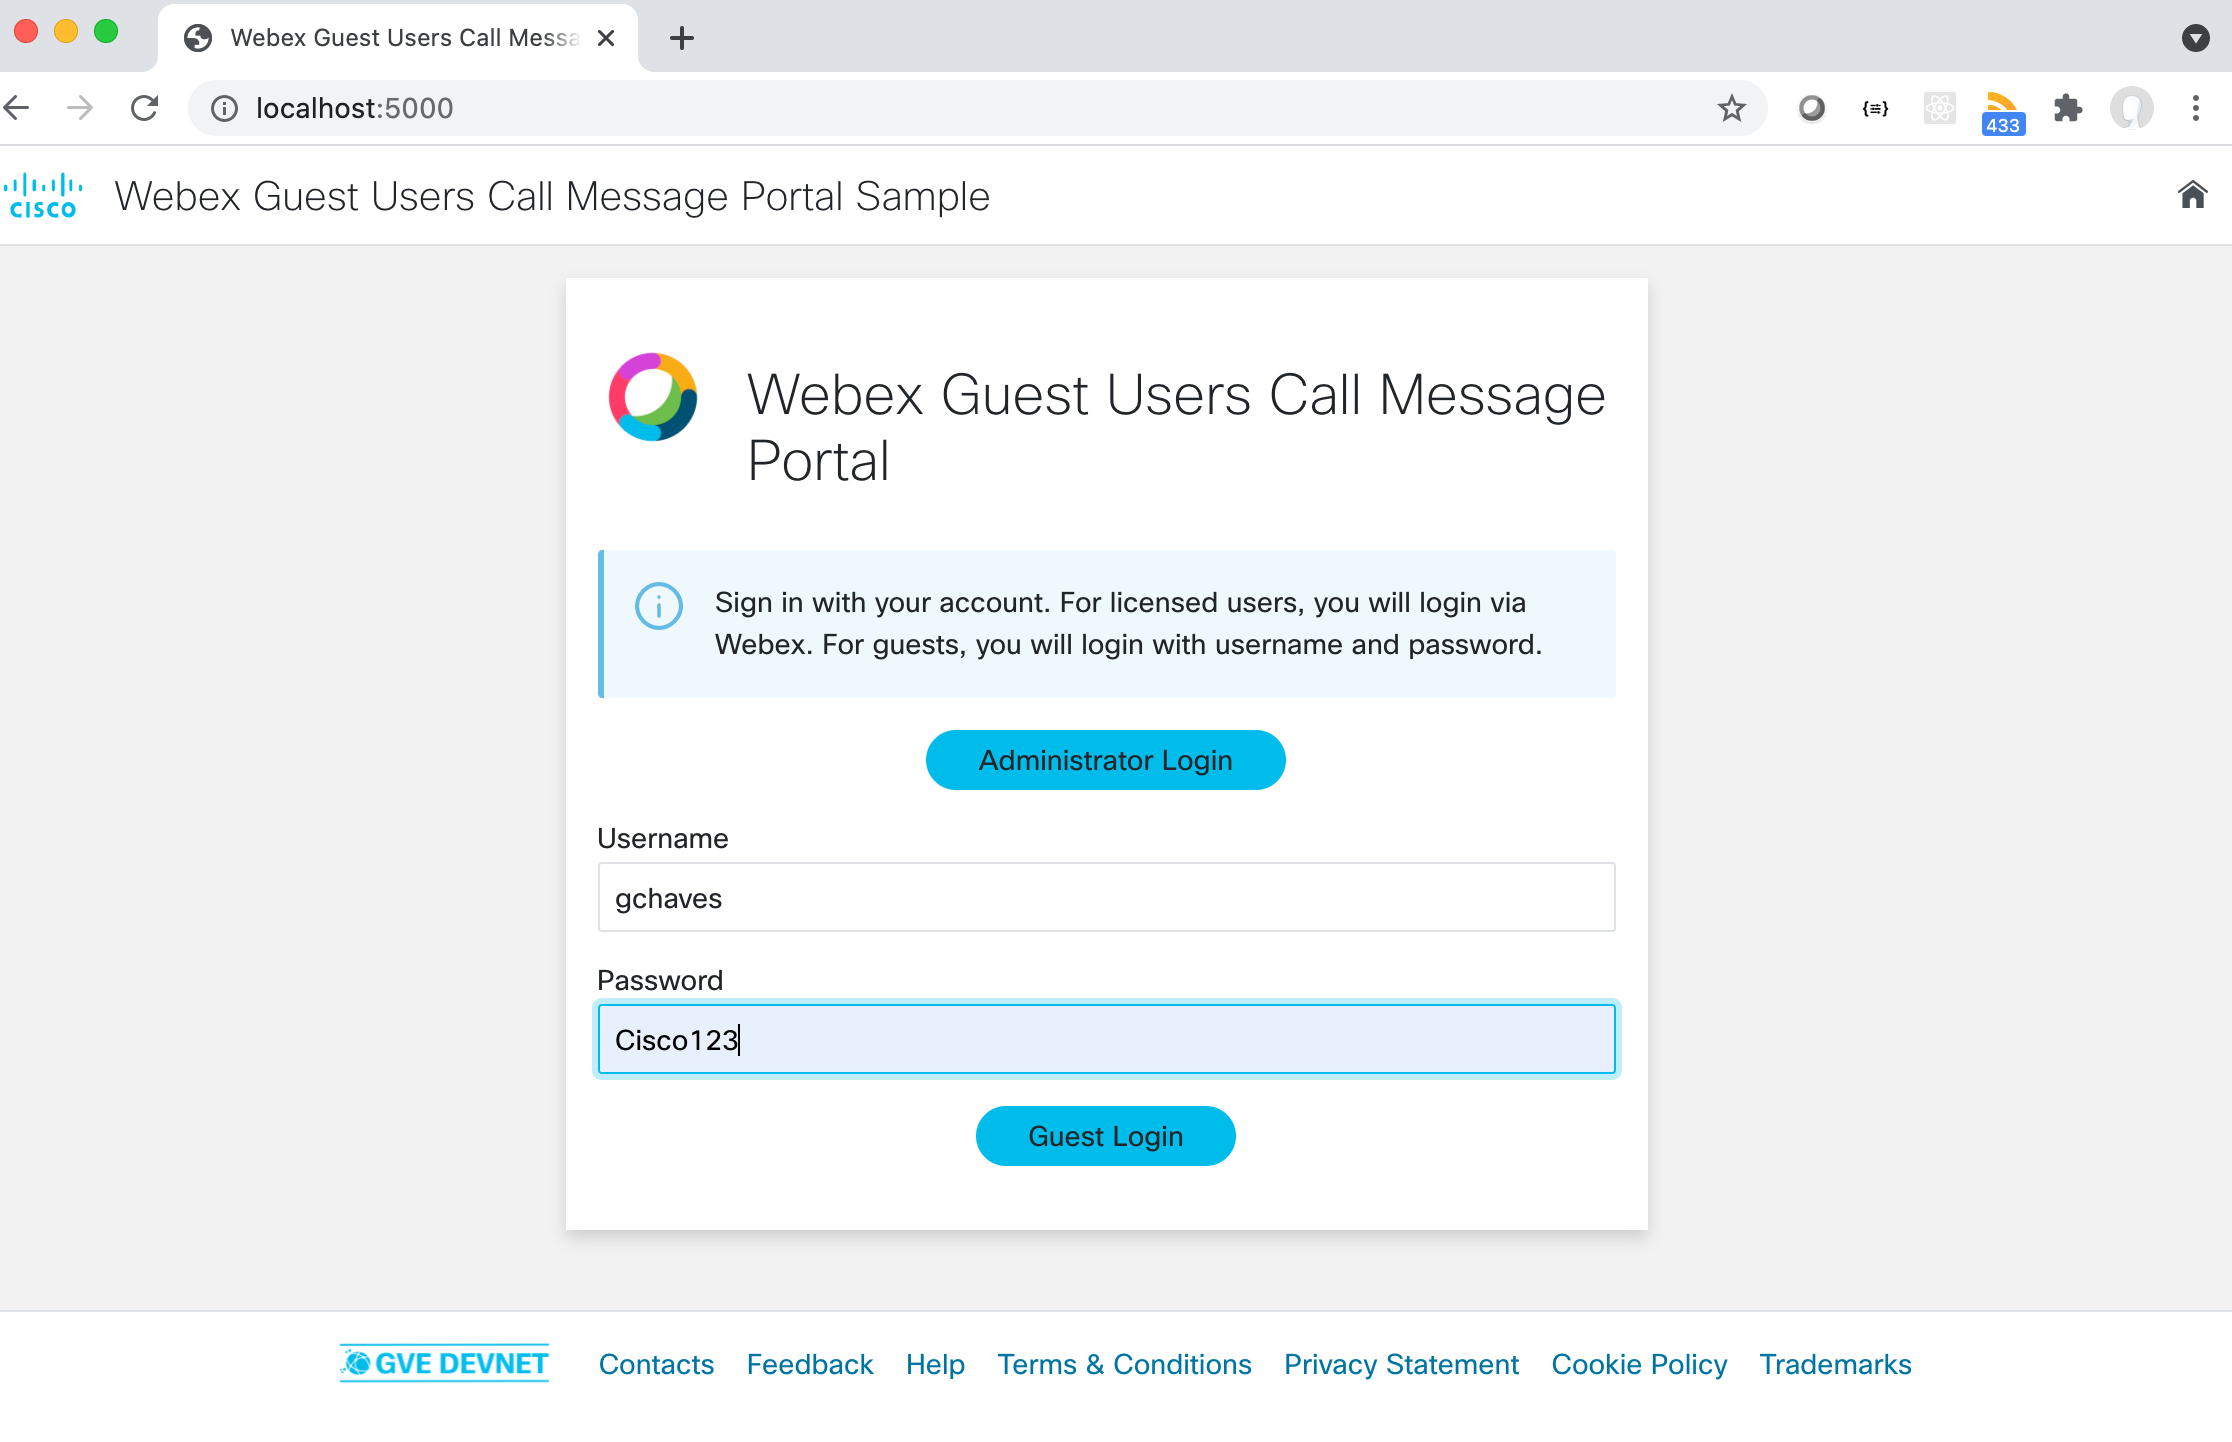 Webex Guest Users Call Messa
localhost:5000
433
CISCO
Webex Guest Users Call Message Portal Sample
Webex Guest Users Call Message
Portal
Sign in with your account. For licensed users, you will login via
Webex. For guests, you will login with username and password.
Administrator Login
Username
gchaves
Password
Cisco123
Guest Login
GVE DEVNET Contacts Feedback Help Terms & Conditions Privacy Statement Cookie Policy Trademarks